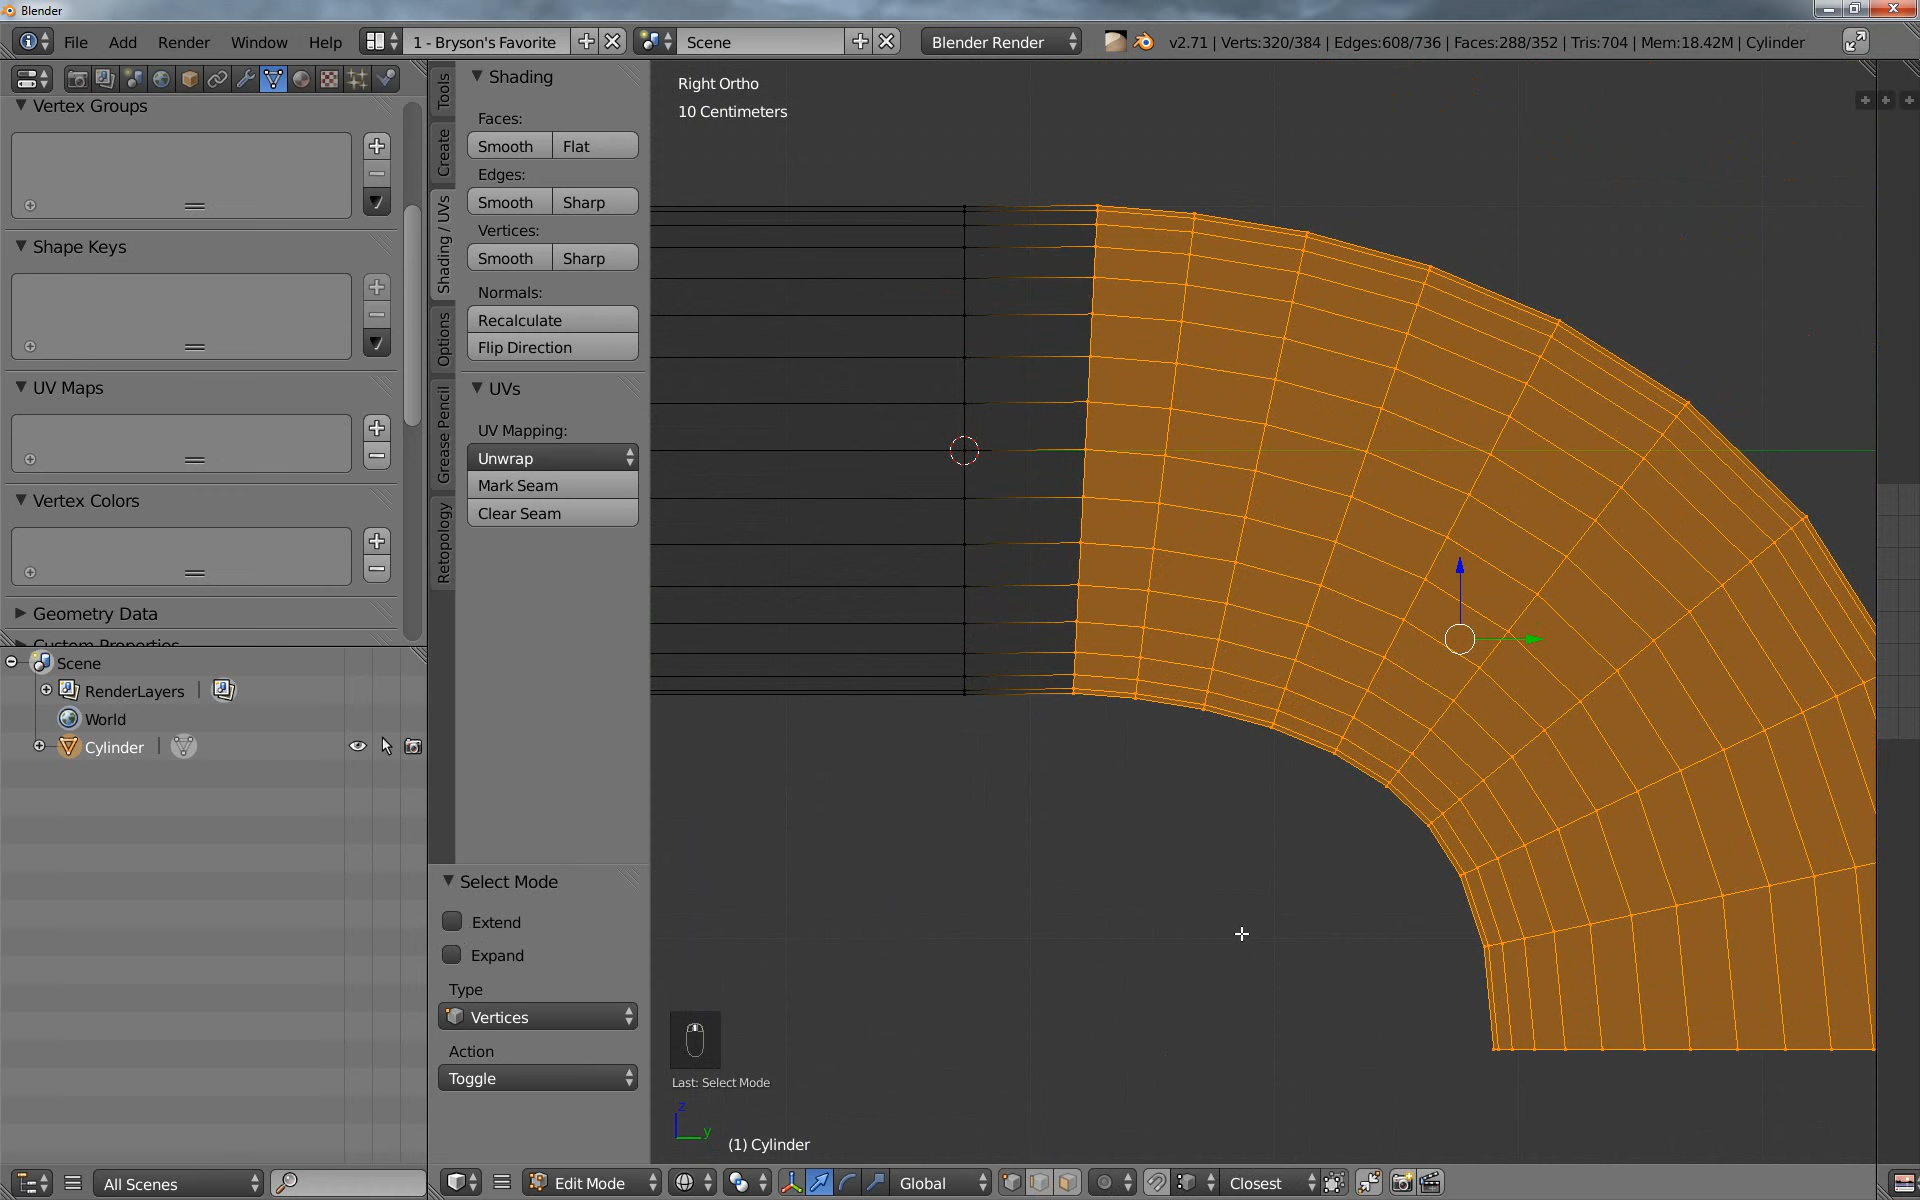 Blender
File Add Render Window Help 1 - Bryson's Favorite Scene Blender Render v2.71 | Verts:320/384 | Edges:608/736 | Faces:288/352 | Tris:704 | Mem:18.42M | Cylinder
Vertex Groups
Shape Keys
UV Maps
Vertex Colors
Geometry Data
Custom Properties
Scene
RenderLayers |
World
Cylinder |
All Scenes
Tools
Create
Shading / UVs
Options
Grease Pencil
Retopology
Shading
Faces:
Smooth Flat
Edges:
Smooth Sharp
Vertices:
Smooth Sharp
Normals:
Recalculate
Flip Direction
UVs
UV Mapping:
Unwrap
Mark Seam
Clear Seam
Select Mode
Extend
Expand
Type
Vertices
Action
Toggle
Right Ortho
10 Centimeters
Last: Select Mode
z
y
(1) Cylinder
Edit Mode Global Closest